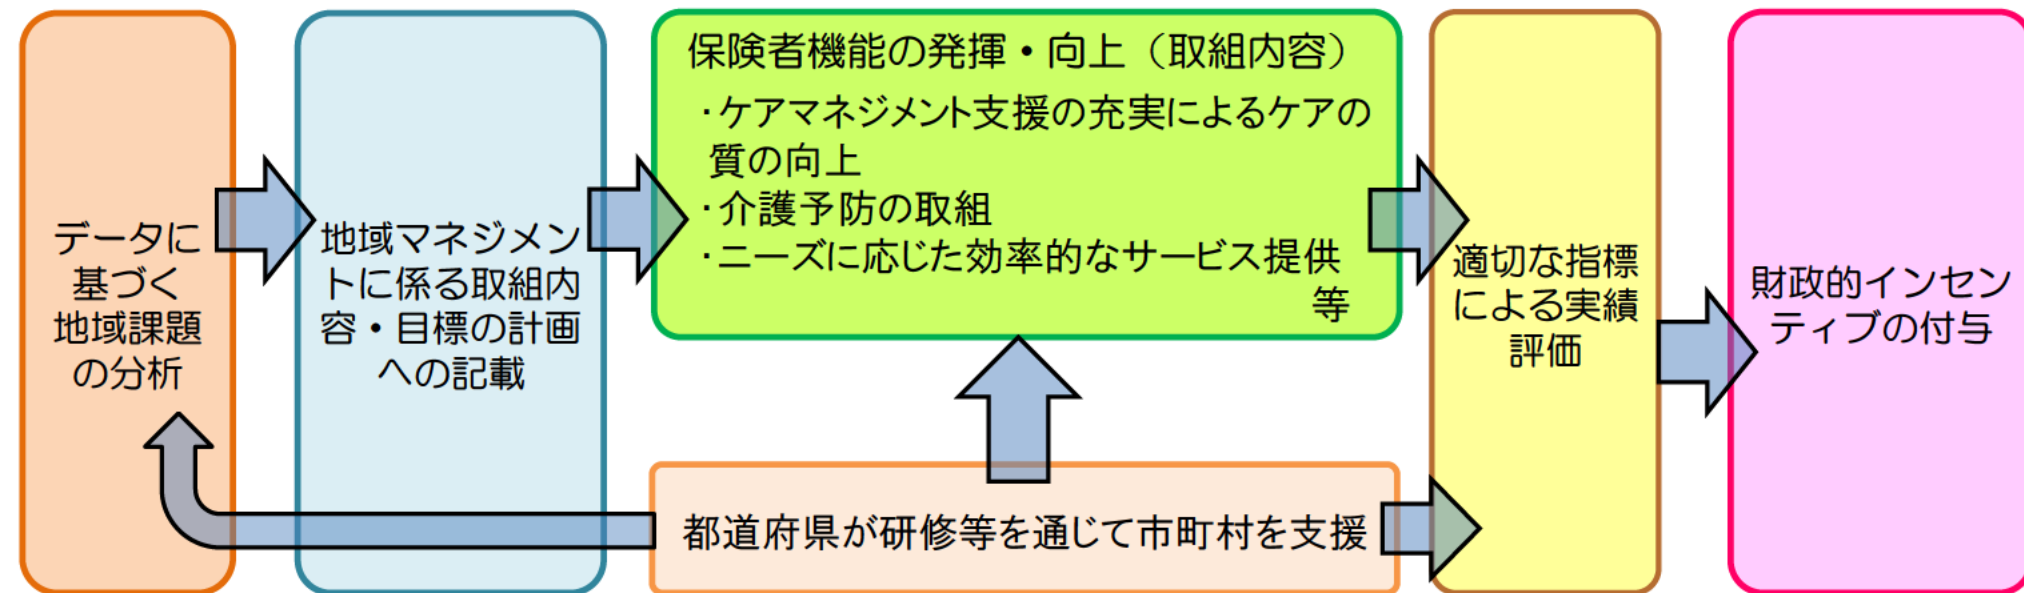 データに
基づく
地域課題
の分析
地域マネジメン
トに係る取組内
容・目標の計画
への記載
保険者機能の発揮・向上（取組内容）
・ケアマネジメント支援の充実によるケアの
質の向上
・介護予防の取組
・ニーズに応じた効率的なサービス提供
等
都道府県が研修等を通じて市町村を支援
適切な指標
による実績
評価
財政的インセン
ティブの付与